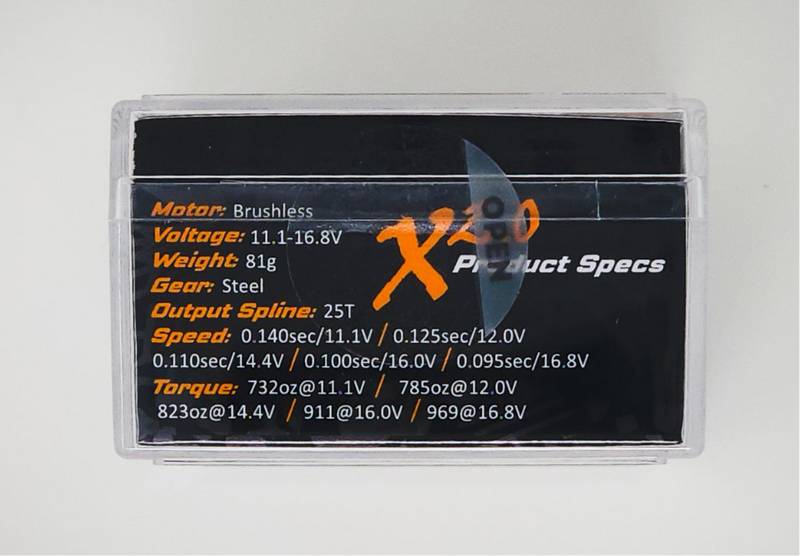 Motor: Brushless
Voltage: 11.1-16.8V
Weight: 81g
Gear: Steel
Output Spline: 25T
Speed: 0.140sec/11.1V / 0.125sec/12.0V
0.110sec/14.4V / 0.100sec/16.0V / 0.095sec/16.8V
Torque: 732oz@11.1V / 785oz@12.0V
823oz@14.4V / 911@16.0V / 969@16.8V
X20
Product Specs
OPEN